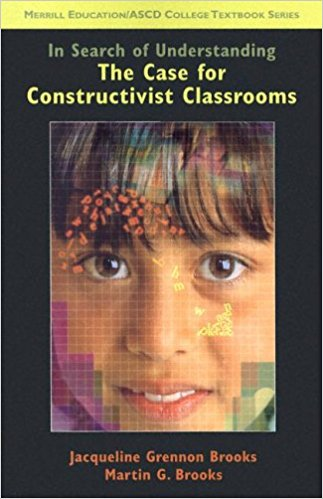 MERRILL EDUCATION/ASCD COLLEGE TEXTBOOK SERIES
In Search of Understanding
The Case for
Constructivist Classrooms
Jacqueline Grennon Brooks
Martin G. Brooks